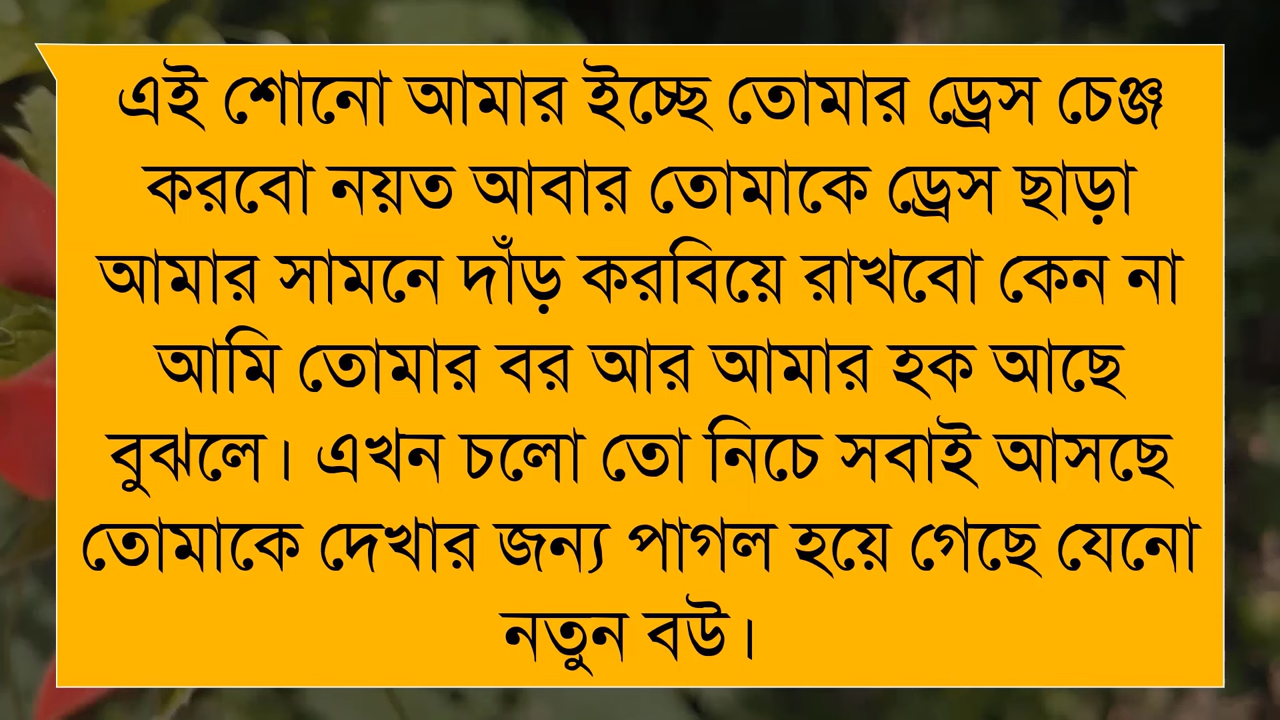 এই শোনো আমার ইচ্ছে তোমার ড্রেস চেঞ্জ
করবো নয়ত আবার তোমাকে ড্রেস ছাড়া
আমার সামনে দাঁড় করবিয়ে রাখবো কেন না
আমি তোমার বর আর আমার হক আছে
বুঝলে। এখন চলো তো নিচে সবাই আসছে
তোমাকে দেখার জন্য পাগল হয়ে গেছে যেনো
নতুন বউ।